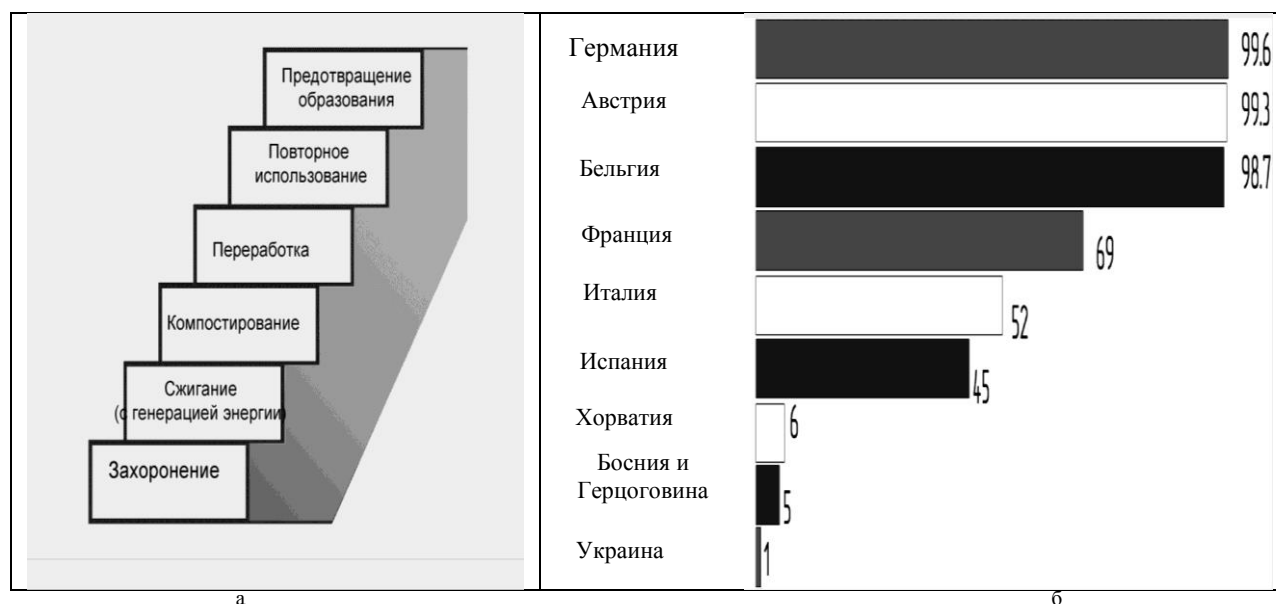 Предотвращение
образования
Повторное
использование
Переработка
Компостирование
Сжигание
(с генерацией энергии)
Захоронение
а
Германия
99.6
Австрия
99.3
Бельгия
98.7
Франция
69
Италия
52
Испания
45
Хорватия
6
Босния и
Герцоговина
5
Украина
1
б